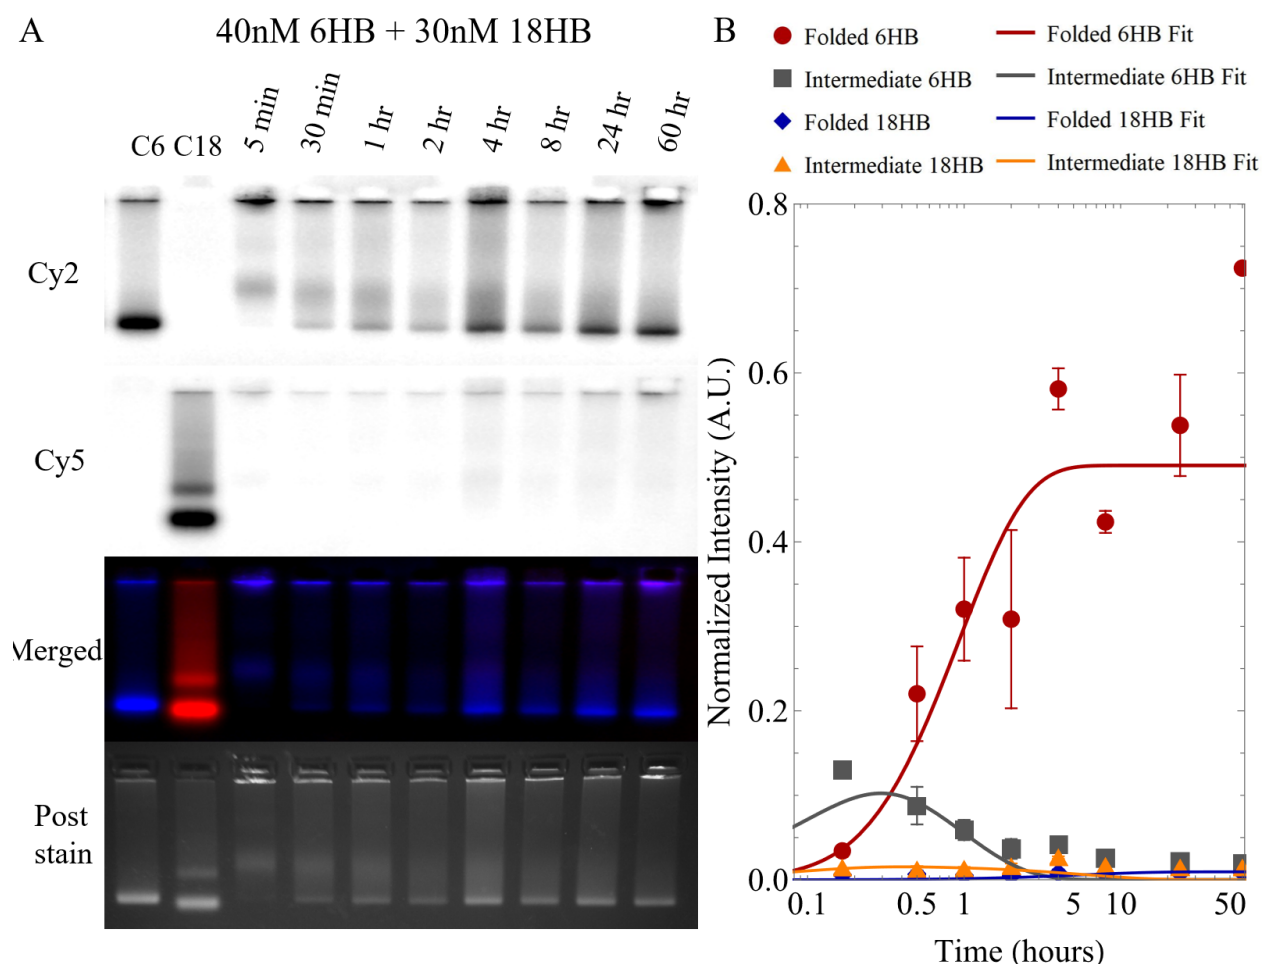 A
40nM 6HB + 30nM 18HB
C6 C18 5 min 30 min 1 hr 2 hr 4 hr 8 hr 24 hr 60 hr
Cy2
Cy5
Merged
Post
stain
B
Folded 6HB
Folded 6HB Fit
Intermediate 6HB
Intermediate 6HB Fit
Folded 18HB
Folded 18HB Fit
Intermediate 18HB
Intermediate 18HB Fit
Normalized Intensity (A.U.)
0.8
0.6
0.4
0.2
0.0
0.1 0.5 1 5 10 50
Time (hours)